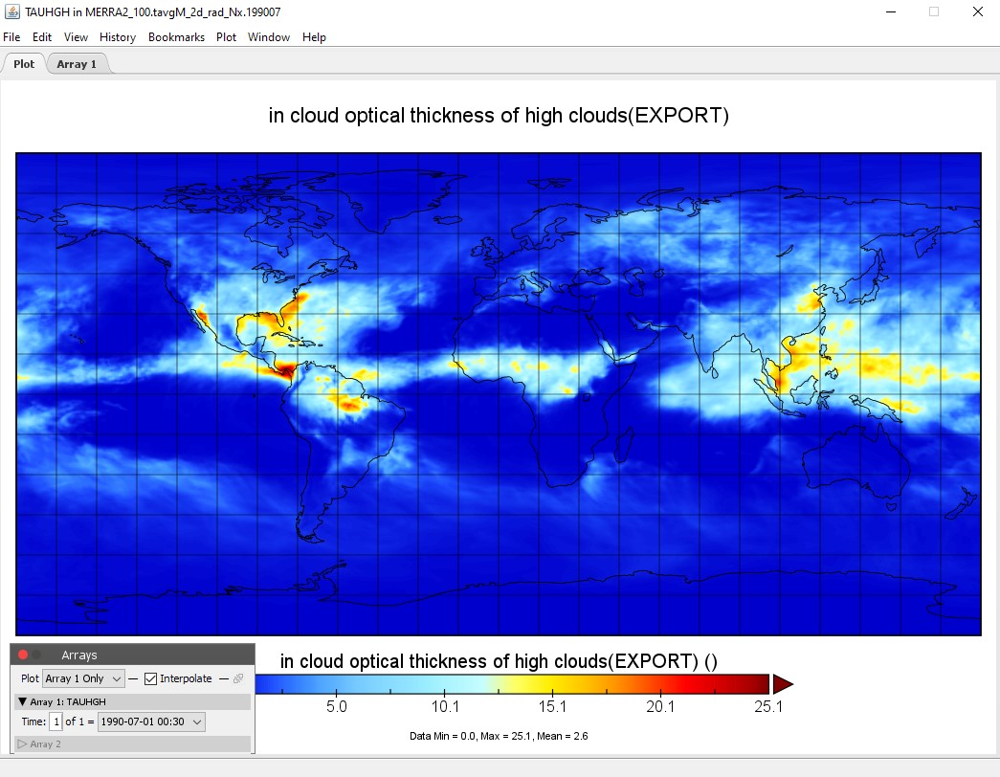 TAUHGH in MERRA2_100.tavgM_2d_rad_Nx.199007
File Edit View History Bookmarks Plot Window Help
Plot Array 1
in cloud optical thickness of high clouds(EXPORT)
Arrays
Plot Array 1 Only Interpolate
Array 1: TAUHGH
Time: 1 of 1 = 1990-07-01 00:30
Array 2
in cloud optical thickness of high clouds(EXPORT) ()
5.0 10.1 15.1 20.1 25.1
Data Min = 0.0, Max = 25.1, Mean = 2.6